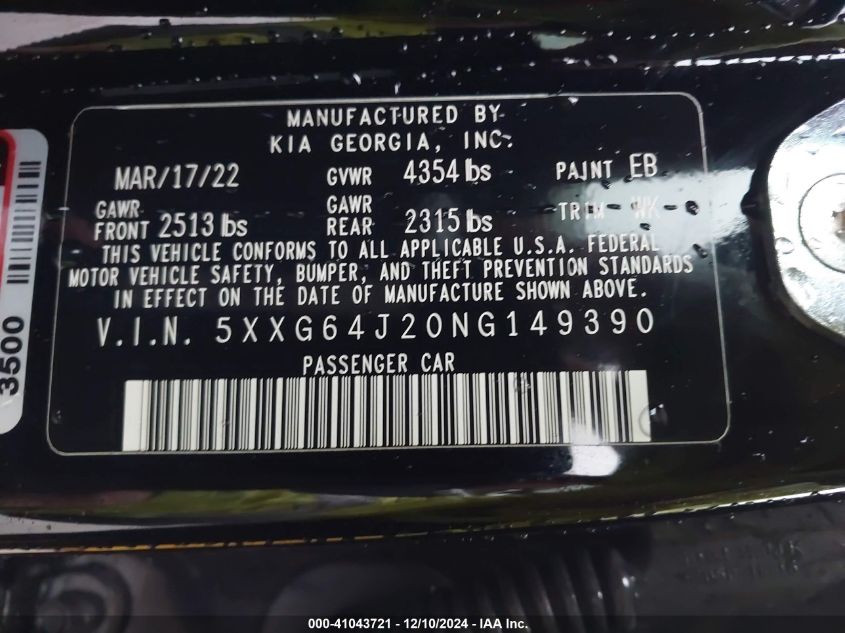 MANUFACTURED BY
KIA GEORGIA, INC.
MAR/17/22 GVWR 4354 lbs PAINT EB
GAWR FRONT 2513 lbs GAWR REAR 2315 lbs TRIM WK
THIS VEHICLE CONFORMS TO ALL APPLICABLE U.S.A. FEDERAL
MOTOR VEHICLE SAFETY, BUMPER, AND THEFT PREVENTION STANDARDS
IN EFFECT ON THE DATE OF MANUFACTURE SHOWN ABOVE.
V.I.N. 5XXG64J20NG149390
PASSENGER CAR
3500
000-41043721 - 12/10/2024 - IAA Inc.